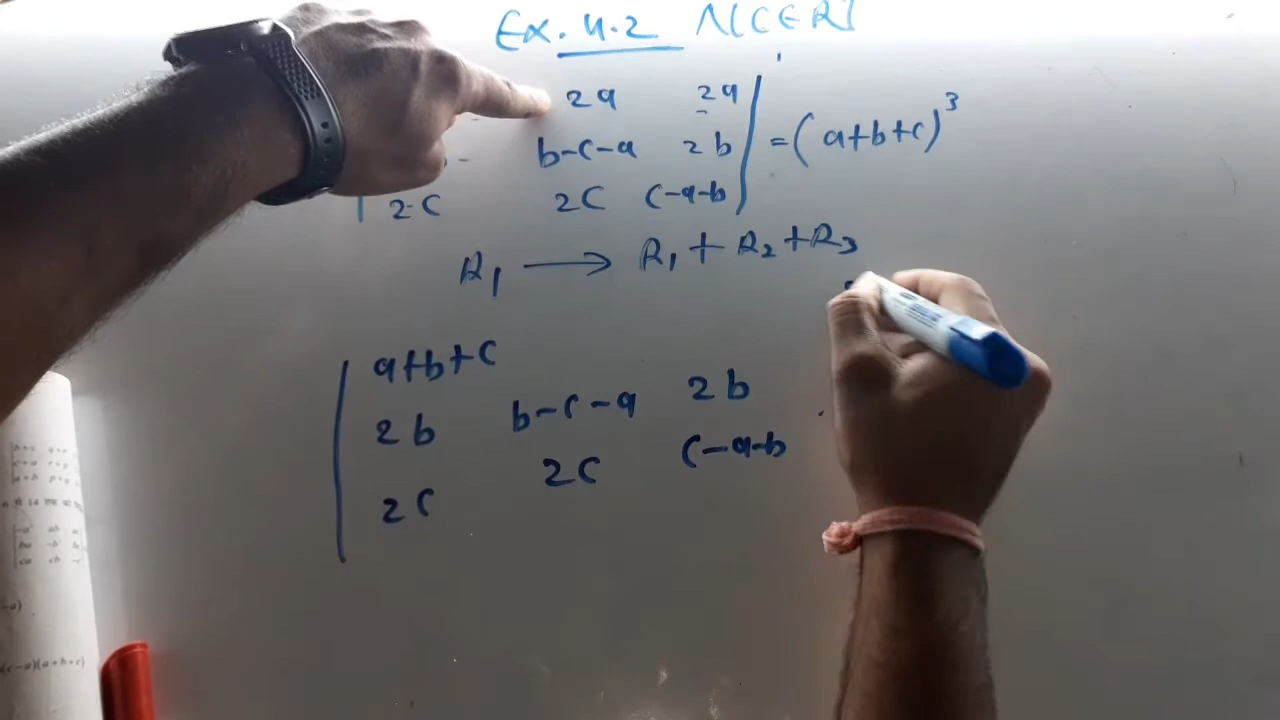 Ex. 4.2 NCERT
2a 2a
b-c-a 2b = (a+b+c)³
2c 2c c-a-b
R₁ → R₁ + R₂ + R₃
a+b+c
2b b-c-a 2b
2c 2c c-a-b